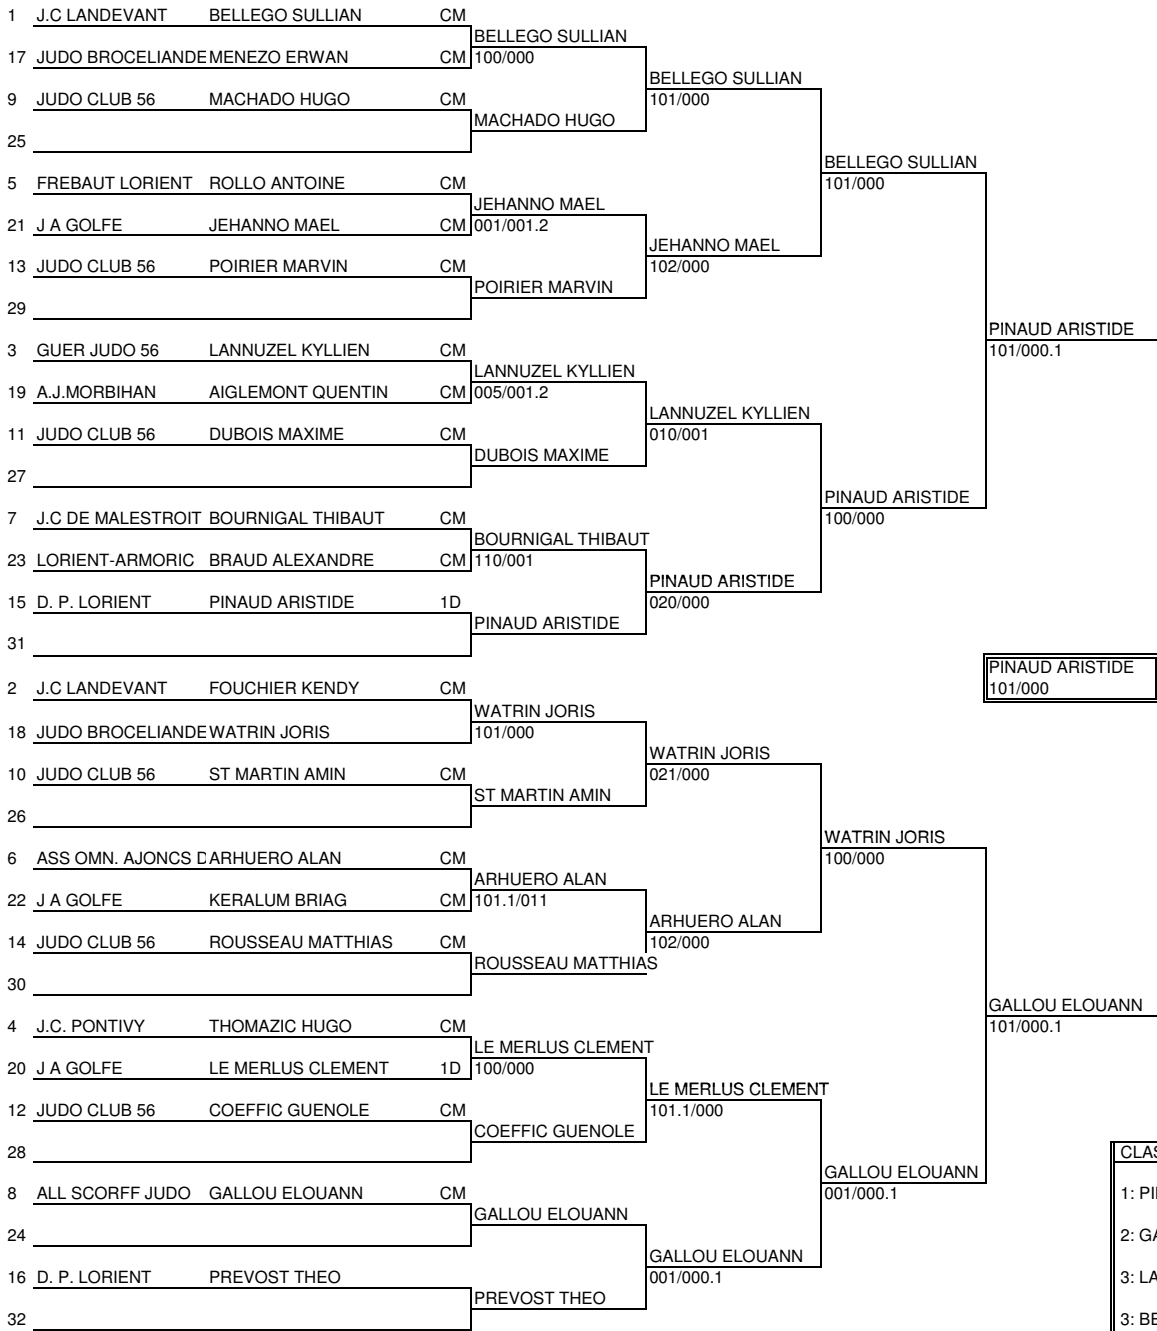 1 J.C LANDEVANT BELLEGO SULLIAN CM
BELLEGO SULLIAN
17 JUDO BROCELIANDE MENEZO ERWAN CM 100/000
BELLEGO SULLIAN
9 JUDO CLUB 56 MACHADO HUGO CM 101/000
MACHADO HUGO
25
BELLEGO SULLIAN
5 FREBAUT LORIENT ROLLO ANTOINE CM 101/000
JEHANNO MAEL
21 J A GOLFE JEHANNO MAEL CM 001/001.2
JEHANNO MAEL
13 JUDO CLUB 56 POIRIER MARVIN CM 102/000
POIRIER MARVIN
29
PINAUD ARISTIDE
3 GUER JUDO 56 LANNUZEL KYLLIEN CM 101/000.1
LANNUZEL KYLLIEN
19 A.J.MORBIHAN AIGLEMONT QUENTIN CM 005/001.2
LANNUZEL KYLLIEN
11 JUDO CLUB 56 DUBOIS MAXIME CM 010/001
DUBOIS MAXIME
27
PINAUD ARISTIDE
7 J.C DE MALESTROIT BOURNIGAL THIBAUT CM 100/000
BOURNIGAL THIBAUT
23 LORIENT-ARMORIC BRAUD ALEXANDRE CM 110/001
PINAUD ARISTIDE
15 D. P. LORIENT PINAUD ARISTIDE 1D 020/000
PINAUD ARISTIDE
31
PINAUD ARISTIDE
2 J.C LANDEVANT FOUCHIER KENDY CM 101/000
WATRIN JORIS
18 JUDO BROCELIANDE WATRIN JORIS 101/000
WATRIN JORIS
10 JUDO CLUB 56 ST MARTIN AMIN CM 021/000
ST MARTIN AMIN
26
WATRIN JORIS
6 ASS OMN. AJONCS D ARHUERO ALAN CM 100/000
ARHUERO ALAN
22 J A GOLFE KERALUM BRIAG CM 101.1/011
ARHUERO ALAN
14 JUDO CLUB 56 ROUSSEAU MATTHIAS CM 102/000
ROUSSEAU MATTHIAS
30
GALLOU ELOUANN
4 J.C. PONTIVY THOMAZIC HUGO CM 101/000.1
LE MERLUS CLEMENT
20 J A GOLFE LE MERLUS CLEMENT 1D 100/000
LE MERLUS CLEMENT
12 JUDO CLUB 56 COEFFIC GUENOLE CM 101.1/000
COEFFIC GUENOLE
28 CLAS
GALLOU ELOUANN
8 ALL SCORFF JUDO GALLOU ELOUANN CM 001/000.1 1: PI
GALLOU ELOUANN
24 2: GA
GALLOU ELOUANN
16 D. P. LORIENT PREVOST THEO 001/000.1 3: LA
PREVOST THEO
32 3: BE